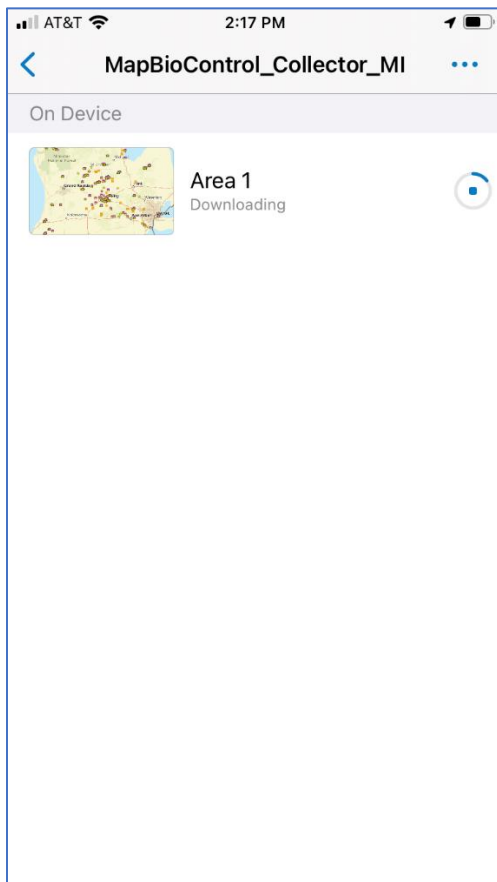 AT&T 2:17 PM
MapBioControl_Collector_MI
On Device
Area 1
Downloading